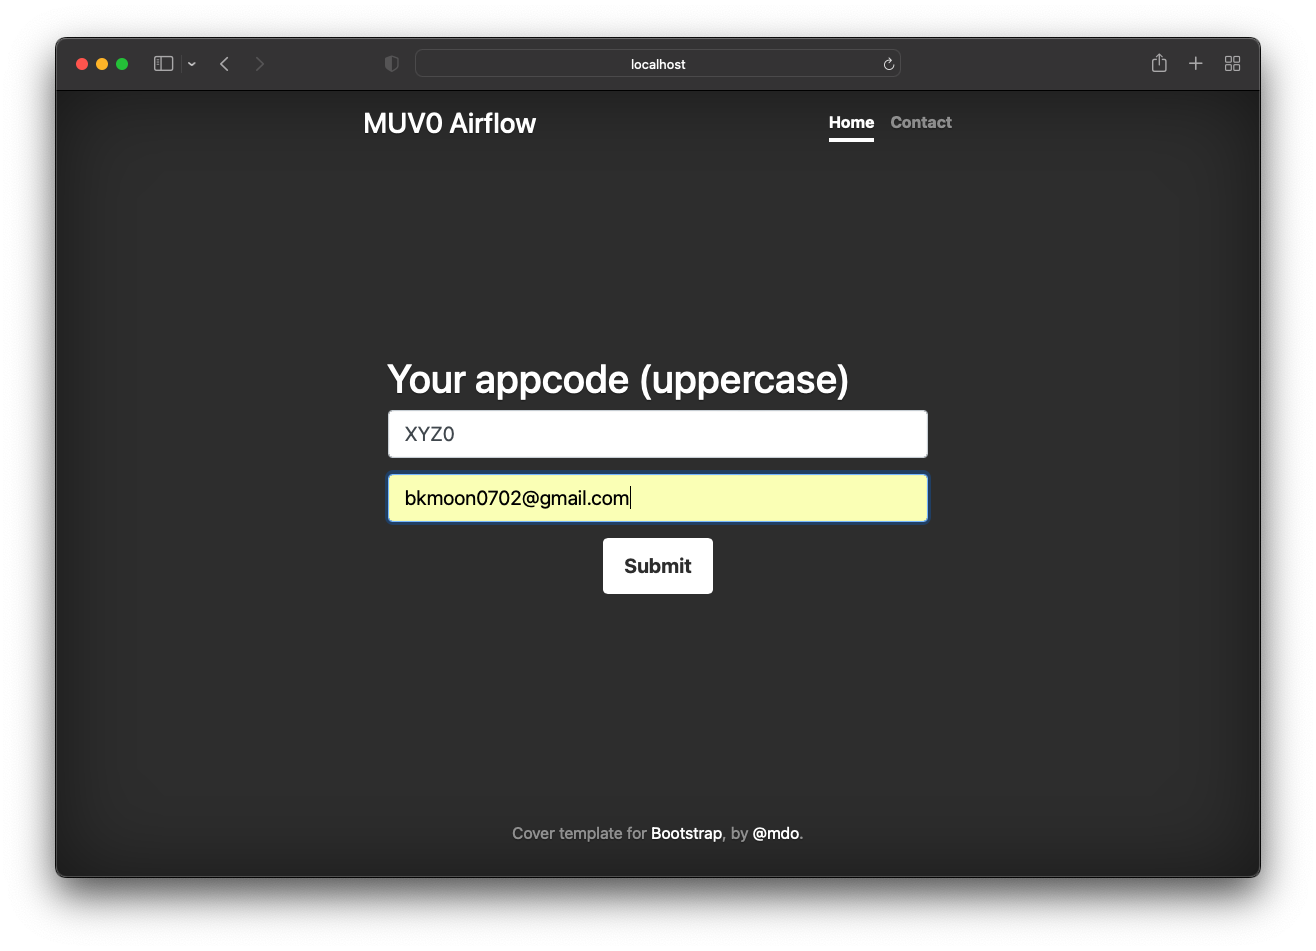 localhost
MUV0 Airflow
Home Contact
Your appcode (uppercase)
XYZ0
bkmoon0702@gmail.com
Submit
Cover template for Bootstrap, by @mdo.